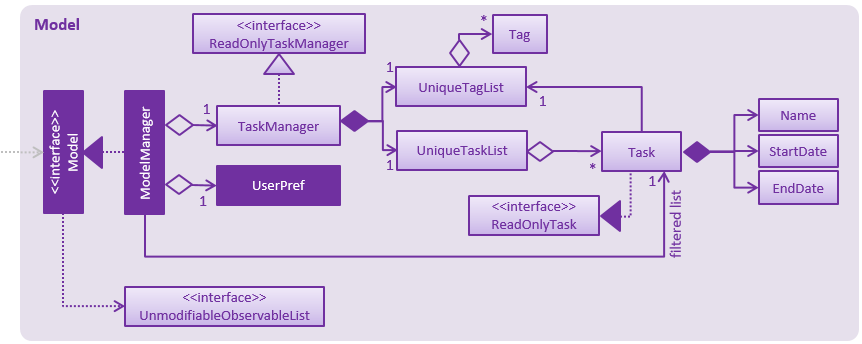 Model
<<interface>>
ReadOnlyTaskManager
*
Tag
<<interface>>
Model
ModelManager
1
TaskManager
1
UniqueTagList
1
1
UniqueTaskList
*
Task
1
Name
StartDate
EndDate
1
UserPref
<<interface>>
ReadOnlyTask
filtered list
<<interface>>
UnmodifiableObservableList